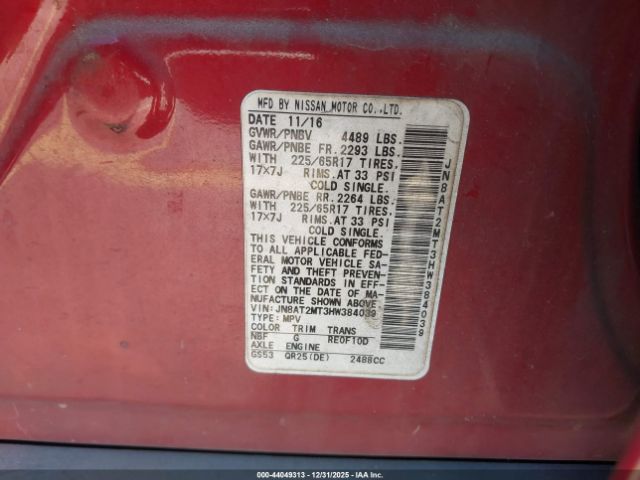 MFD BY NISSAN MOTOR CO.,LTD.
DATE 11/16
GVWR/PNBV 4489 LBS.
GAWR/PNBE FR. 2293 LBS.
WITH 225/65R17 TIRES.
17X7J RIMS. AT 33 PSI
COLD SINGLE.
GAWR/PNBE RR. 2264 LBS.
WITH 225/65R17 TIRES.
17X7J RIMS. AT 33 PSI
COLD SINGLE.
THIS VEHICLE CONFORMS
TO ALL APPLICABLE FED-
ERAL MOTOR VEHICLE SA-
FETY AND THEFT PREVEN-
TION STANDARDS IN EFF-
ECT ON THE DATE OF MA-
NUFACTURE SHOWN ABOVE.
VIN: JN8AT2MT3HW384039
TYPE: MPV
COLOR TRIM TRANS
NBF G RE0F10D
AXLE ENGINE
GS53 QR25(DE) 2488CC
JN8AT2MT3HW384039
000-44049313 - 12/31/2025 - COPYRIGHT IAA, LLC.